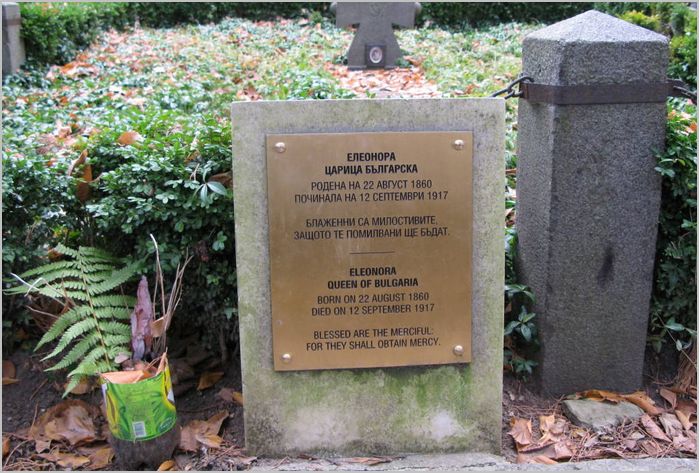 ЕЛЕОНОРА
ЦАРИЦА БЪЛГАРСКА
РОДЕНА НА 22 АВГУСТ 1860
ПОЧИНАЛА НА 12 СЕПТЕМВРИ 1917
БЛАЖЕННИ СА МИЛОСТИВИТЕ,
ЗАЩОТО ТЕ ПОМИЛВАНИ ЩЕ БЪДАТ.
ELEONORA
QUEEN OF BULGARIA
BORN ON 22 AUGUST 1860
DIED ON 12 SEPTEMBER 1917
BLESSED ARE THE MERCIFUL:
FOR THEY SHALL OBTAIN MERCY.